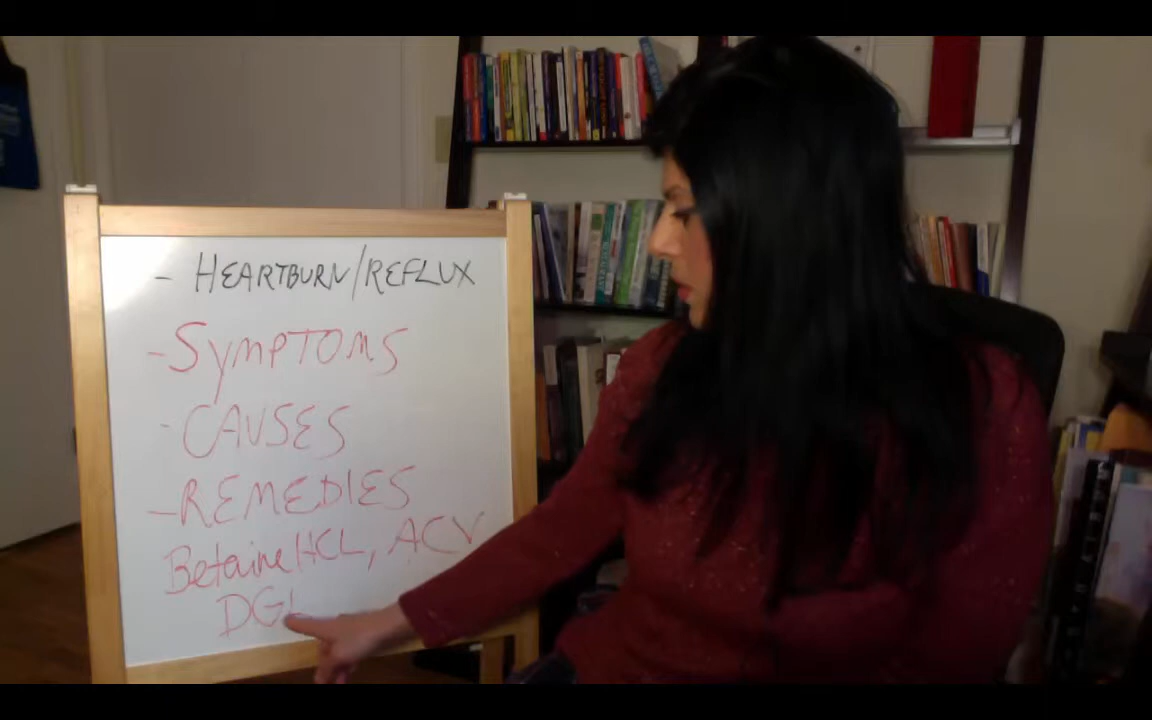 - HEARTBURN/REFLUX
- SYMPTOMS
- CAUSES
- REMEDIES
Betaine HCL, ACV
DGL